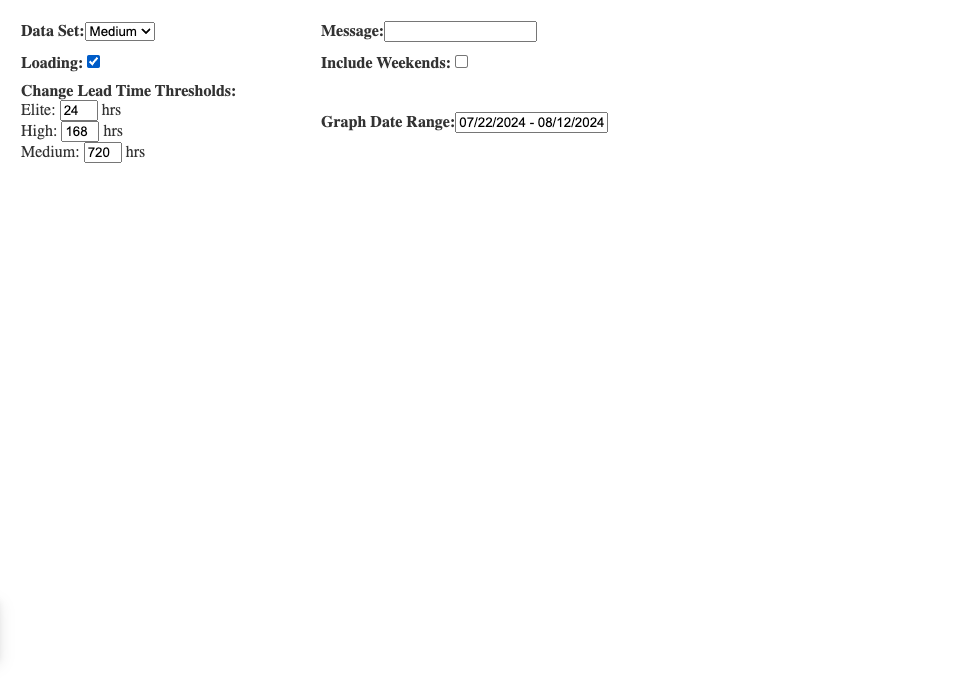 Data Set: Medium
Message:
Loading:
Include Weekends:
Change Lead Time Thresholds:
Elite: 24 hrs
High: 168 hrs
Medium: 720 hrs
Graph Date Range: 07/22/2024 - 08/12/2024